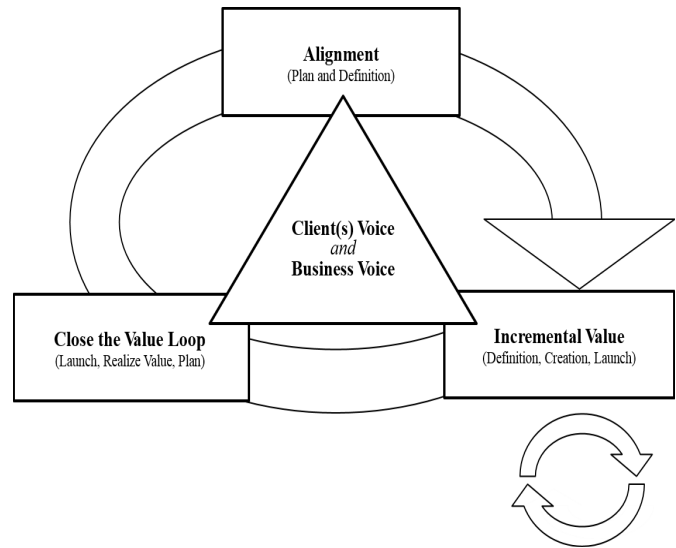 Alignment
(Plan and Definition)
Client(s) Voice
and
Business Voice
Close the Value Loop
(Launch, Realize Value, Plan)
Incremental Value
(Definition, Creation, Launch)